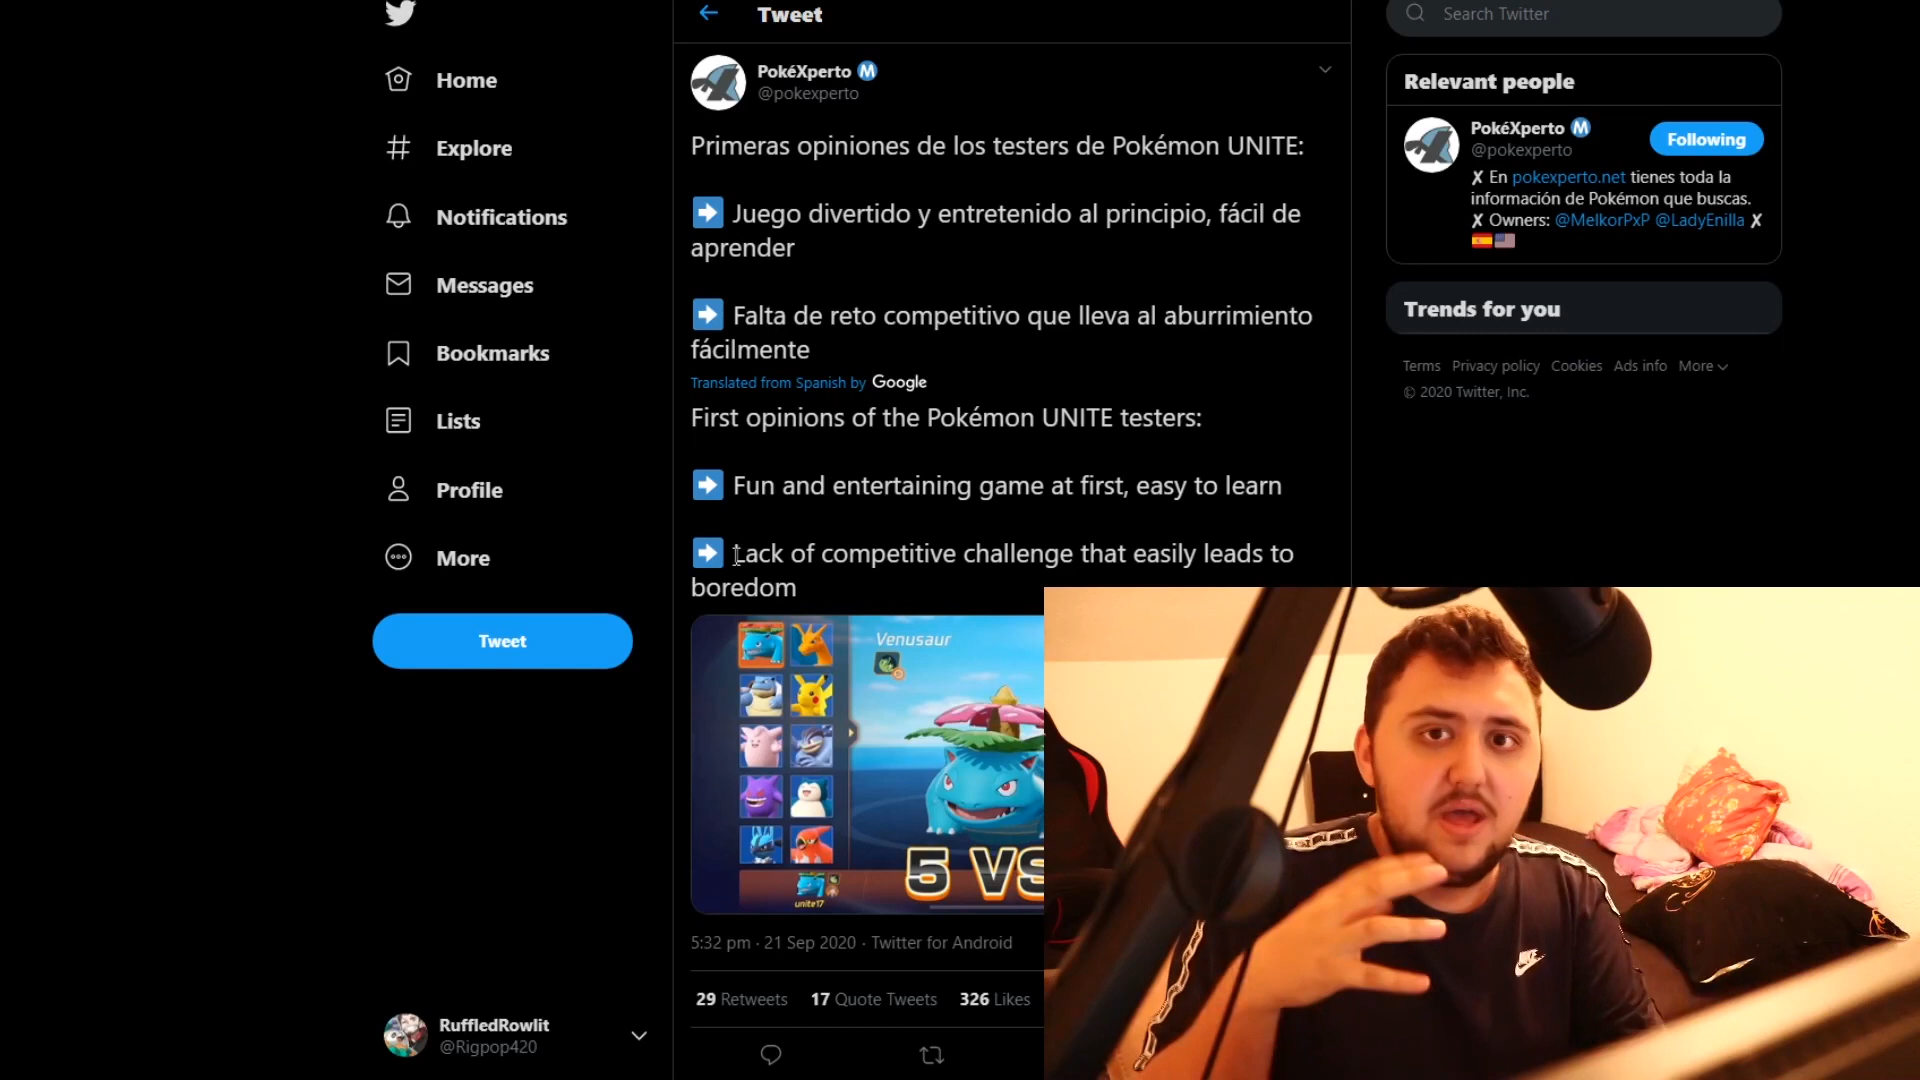 Home
Explore
Notifications
Messages
Bookmarks
Lists
Profile
More
Tweet
RuffledRowlit
@Rigpop420
Tweet
PokéXperto
@pokexperto
Primeras opiniones de los testers de Pokémon UNITE:
➡️ Juego divertido y entretenido al principio, fácil de
aprender
➡️ Falta de reto competitivo que lleva al aburrimiento
fácilmente
Translated from Spanish by Google
First opinions of the Pokémon UNITE testers:
➡️ Fun and entertaining game at first, easy to learn
➡️ Lack of competitive challenge that easily leads to
boredom
Venusaur
5 VS
unite17
5:32 pm · 21 Sep 2020 · Twitter for Android
29 Retweets 17 Quote Tweets 326 Likes
Search Twitter
Relevant people
PokéXperto
@pokexperto
Following
✗ En pokexperto.net tienes toda la
información de Pokémon que buscas.
✗ Owners: @MelkorPxP @LadyEnilla ✗
🇪🇸🇺🇸
Trends for you
Terms Privacy policy Cookies Ads info More
© 2020 Twitter, Inc.